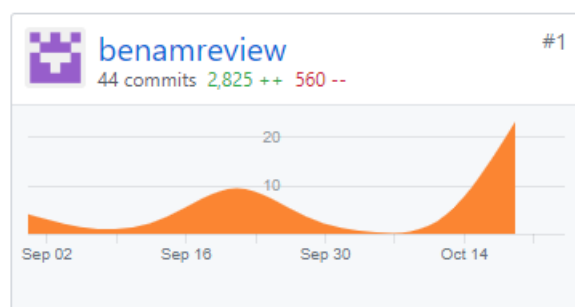 benamreview
#1
44 commits 2,825 ++ 560 --
20
10
Sep 02 Sep 16 Sep 30 Oct 14